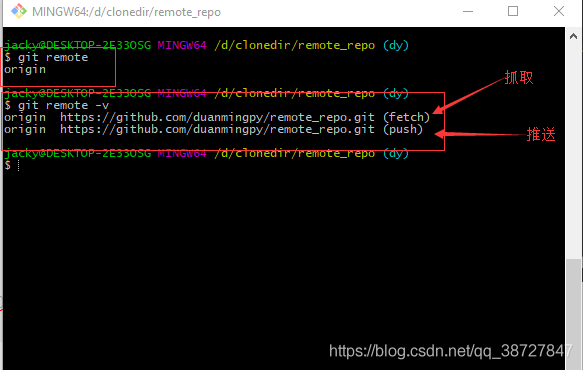 MINGW64:/d/clonedir/remote_repo
jacky@DESKTOP-2E33OSG MINGW64 /d/clonedir/remote_repo (dy)
$ git remote
origin
jacky@DESKTOP-2E33OSG MINGW64 /d/clonedir/remote_repo (dy)
$ git remote -v
origin  https://github.com/duanmingpy/remote_repo.git (fetch)
origin  https://github.com/duanmingpy/remote_repo.git (push)
jacky@DESKTOP-2E33OSG MINGW64 /d/clonedir/remote_repo (dy)
$
抓取
推送
https://blog.csdn.net/qq_38727847